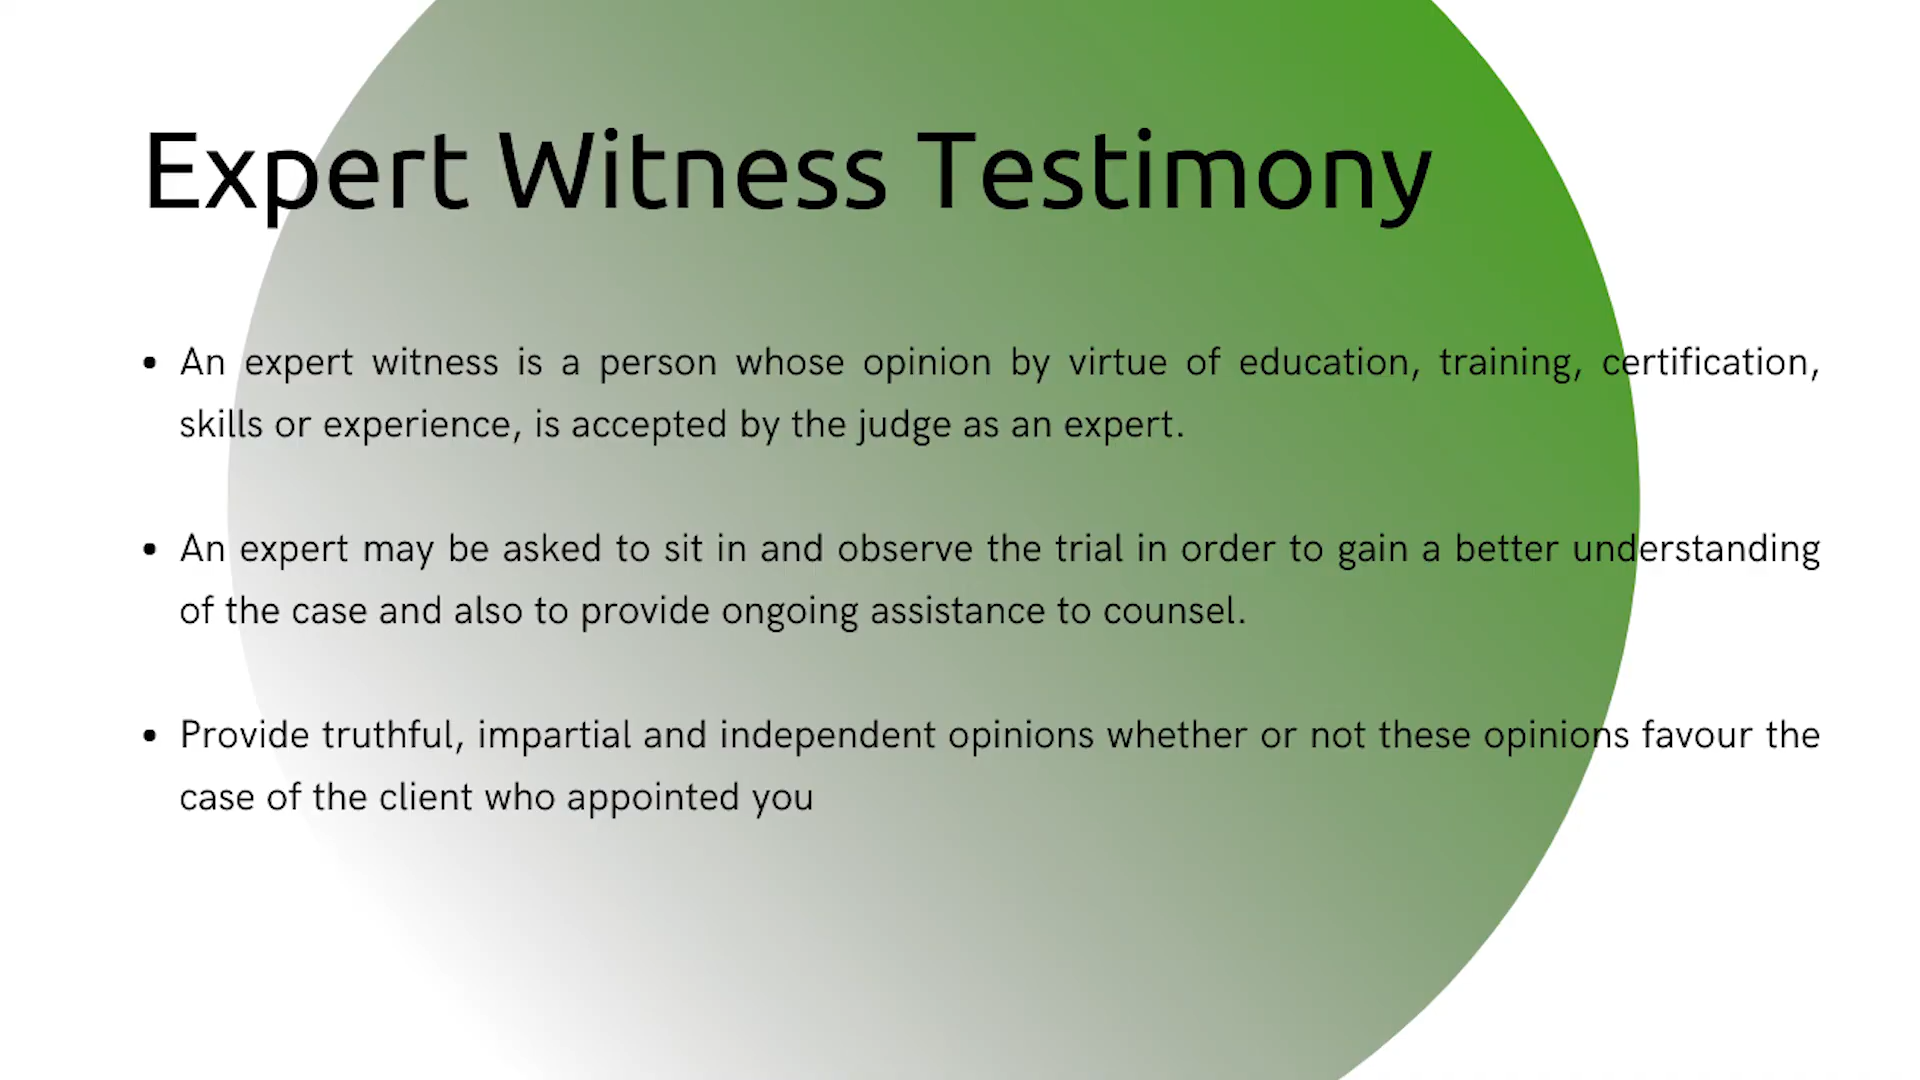 Expert Witness Testimony
• An expert witness is a person whose opinion by virtue of education, training, certification,
skills or experience, is accepted by the judge as an expert.
• An expert may be asked to sit in and observe the trial in order to gain a better understanding
of the case and also to provide ongoing assistance to counsel.
• Provide truthful, impartial and independent opinions whether or not these opinions favour the
case of the client who appointed you